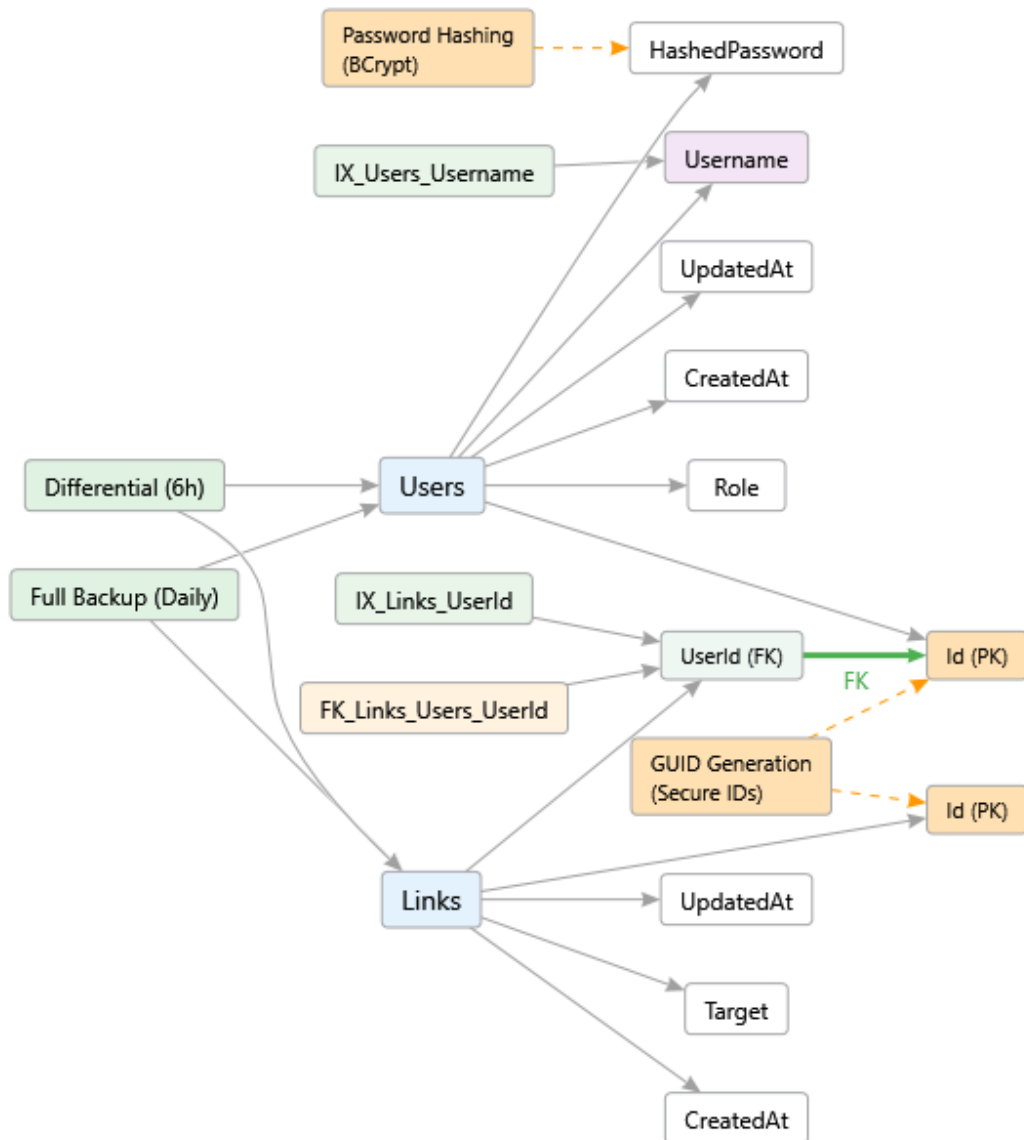 Password Hashing
(BCrypt)
HashedPassword
IX_Users_Username
Username
UpdatedAt
CreatedAt
Differential (6h)
Users
Role
Full Backup (Daily)
IX_Links_UserId
UserId (FK)
FK
Id (PK)
FK_Links_Users_UserId
GUID Generation
(Secure IDs)
Id (PK)
Links
UpdatedAt
Target
CreatedAt